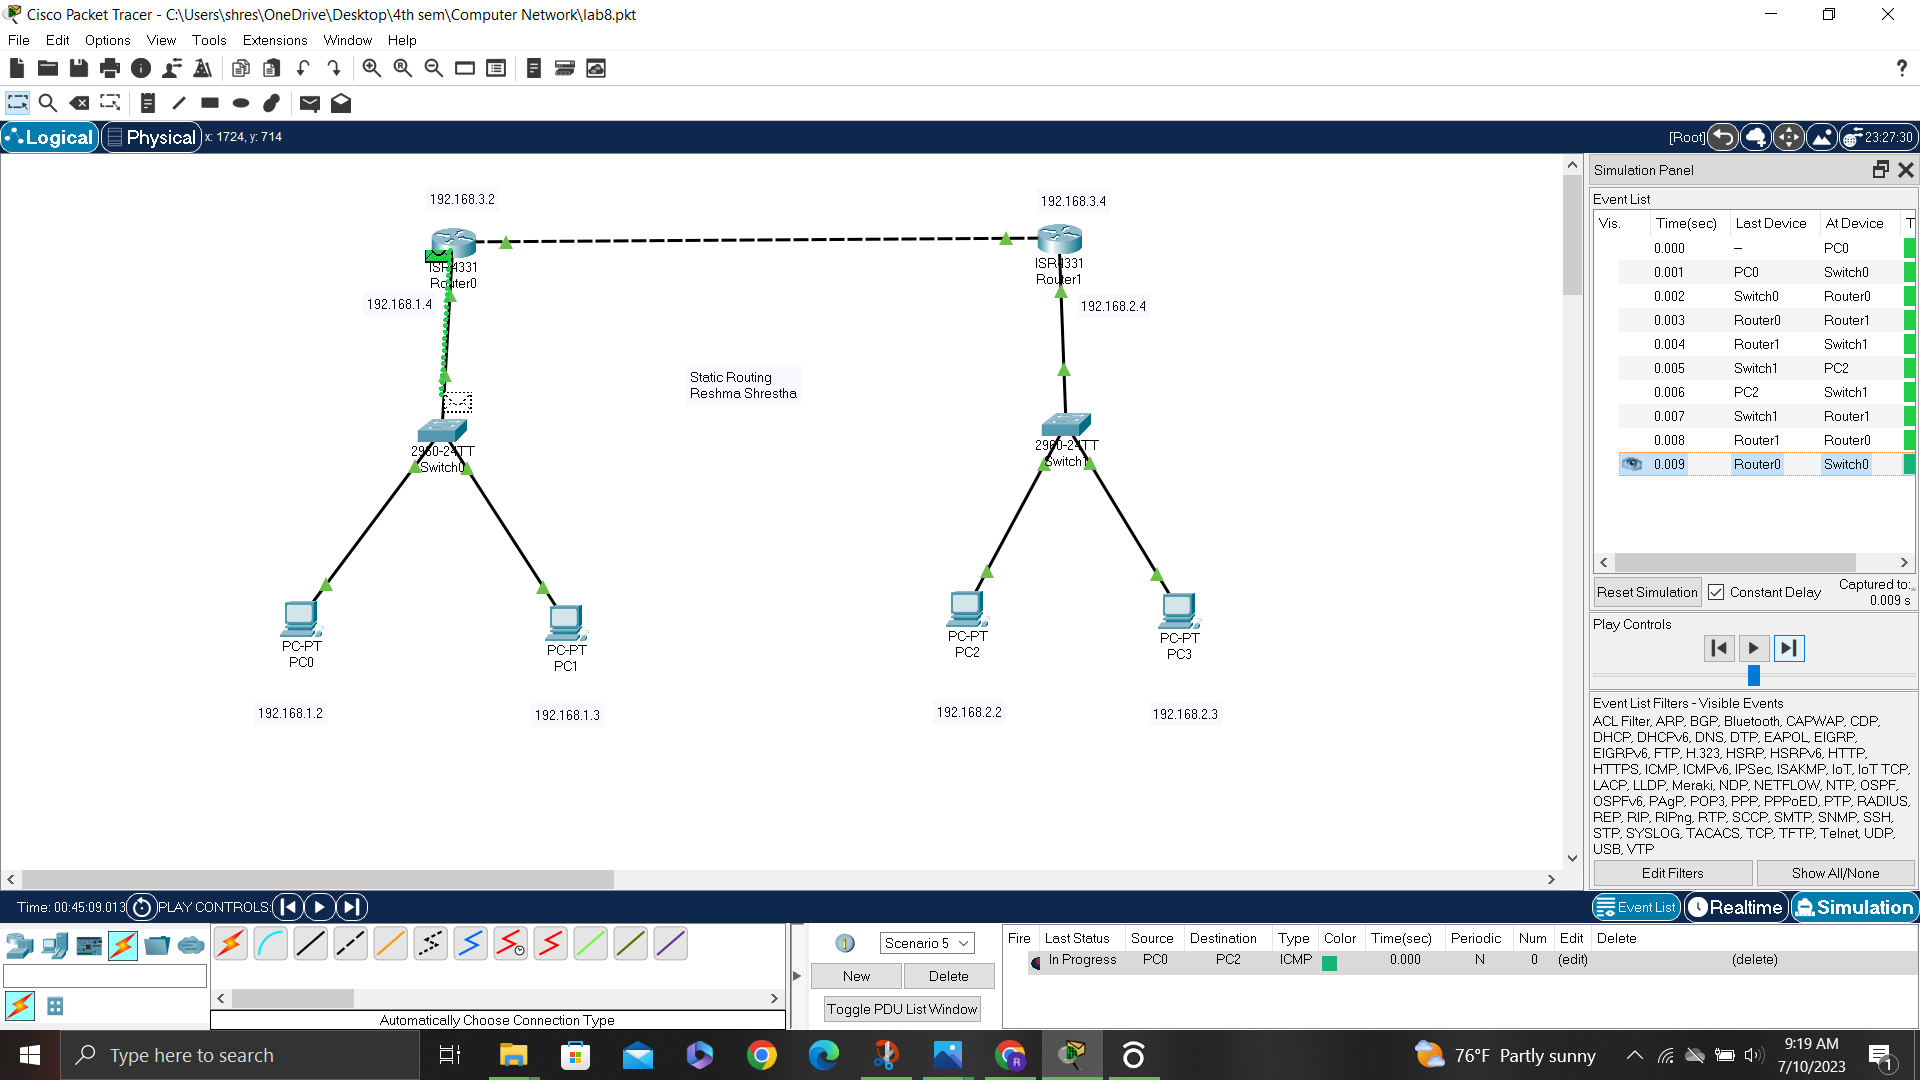 Cisco Packet Tracer - C:\Users\shres\OneDrive\Desktop\4th sem\Computer Network\lab8.pkt
File Edit Options View Tools Extensions Window Help
?
Logical Physical x: 1724, y: 714 [Root] 23:27:30
192.168.3.2
ISR4331
Router0
192.168.1.4
192.168.3.4
ISR4331
Router1
192.168.2.4
Static Routing
Reshma Shrestha
2960-24TT
Switch0
2960-24TT
Switch1
PC-PT
PC0
PC-PT
PC1
PC-PT
PC2
PC-PT
PC3
192.168.1.2
192.168.1.3
192.168.2.2
192.168.2.3
Simulation Panel
Event List
Vis. Time(sec) Last Device At Device T
0.000 -- PC0
0.001 PC0 Switch0
0.002 Switch0 Router0
0.003 Router0 Router1
0.004 Router1 Switch1
0.005 Switch1 PC2
0.006 PC2 Switch1
0.007 Switch1 Router1
0.008 Router1 Router0
0.009 Router0 Switch0
Reset Simulation Constant Delay Captured to:
0.009 s
Play Controls
Event List Filters - Visible Events
ACL Filter, ARP, BGP, Bluetooth, CAPWAP, CDP,
DHCP, DHCPv6, DNS, DTP, EAPOL, EIGRP,
EIGRPv6, FTP, H.323, HSRP, HSRPv6, HTTP,
HTTPS, ICMP, ICMPv6, IPSec, ISAKMP, IoT, IoT TCP,
LACP, LLDP, Meraki, NDP, NETFLOW, NTP, OSPF,
OSPFv6, PAgP, POP3, PPP, PPPoED, PTP, RADIUS,
REP, RIP, RIPng, RTP, SCCP, SMTP, SNMP, SSH,
STP, SYSLOG, TACACS, TCP, TFTP, Telnet, UDP,
USB, VTP
Edit Filters Show All/None
Time: 00:45:09.013 PLAY CONTROLS: Event List Realtime Simulation
Automatically Choose Connection Type
1 Scenario 5
New Delete
Toggle PDU List Window
Fire Last Status Source Destination Type Color Time(sec) Periodic Num Edit Delete
In Progress PC0 PC2 ICMP 0.000 N 0 (edit) (delete)
Type here to search
76°F Partly sunny
9:19 AM
7/10/2023
1